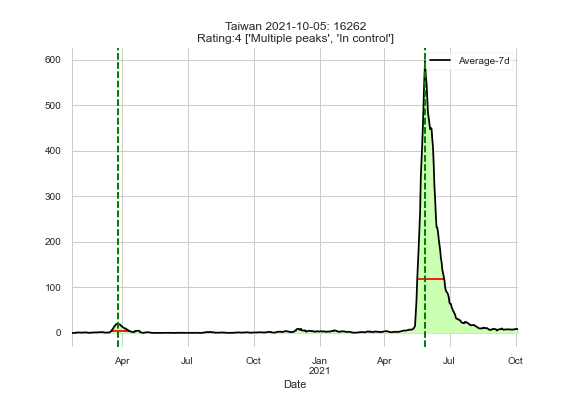 Taiwan 2021-10-05: 16262
Rating:4 ['Multiple peaks', 'In control']
Average-7d
600
500
400
300
200
100
0
Apr Jul Oct Jan Apr Jul Oct
2021
Date